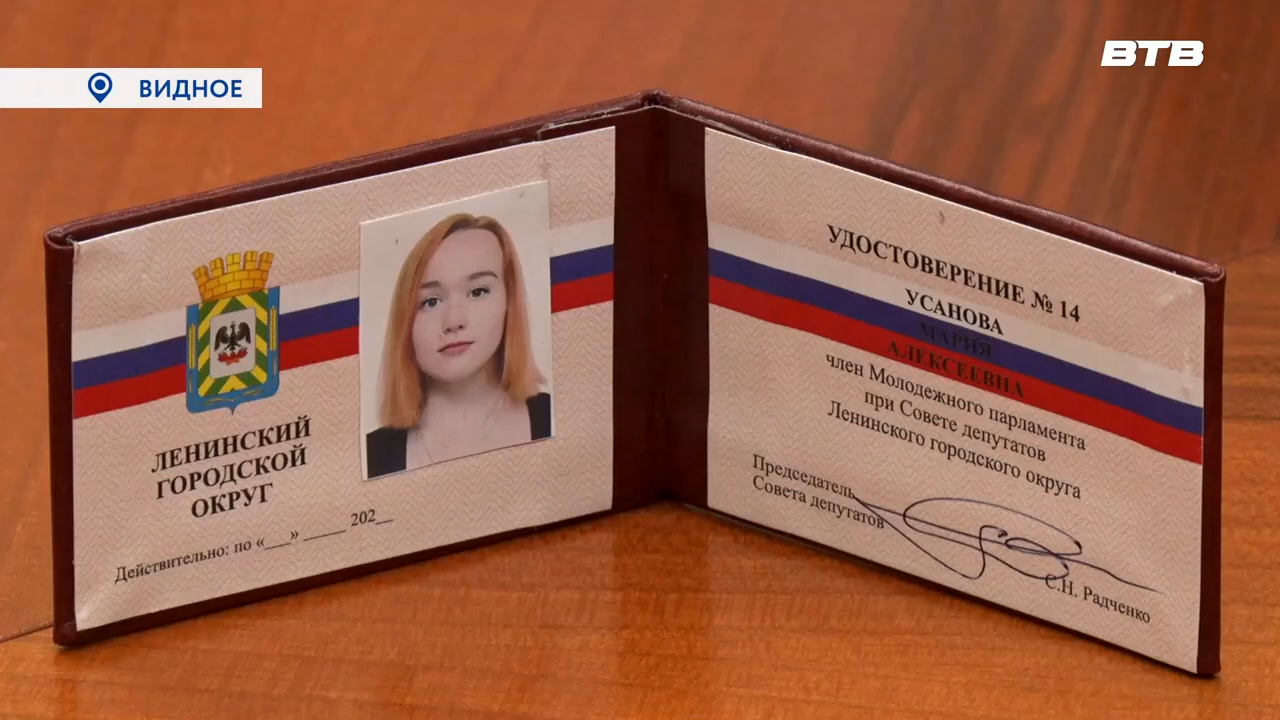 ВИДНОЕ
ВТВ
ЛЕНИНСКИЙ
ГОРОДСКОЙ
ОКРУГ
Действительно: по «___» _____ 202__
УДОСТОВЕРЕНИЕ № 14
УСАНОВА
МАРИЯ
АЛЕКСЕЕВНА
член Молодежного парламента
при Совете депутатов
Ленинского городского округа
Председатель
Совета депутатов
С.Н. Радченко